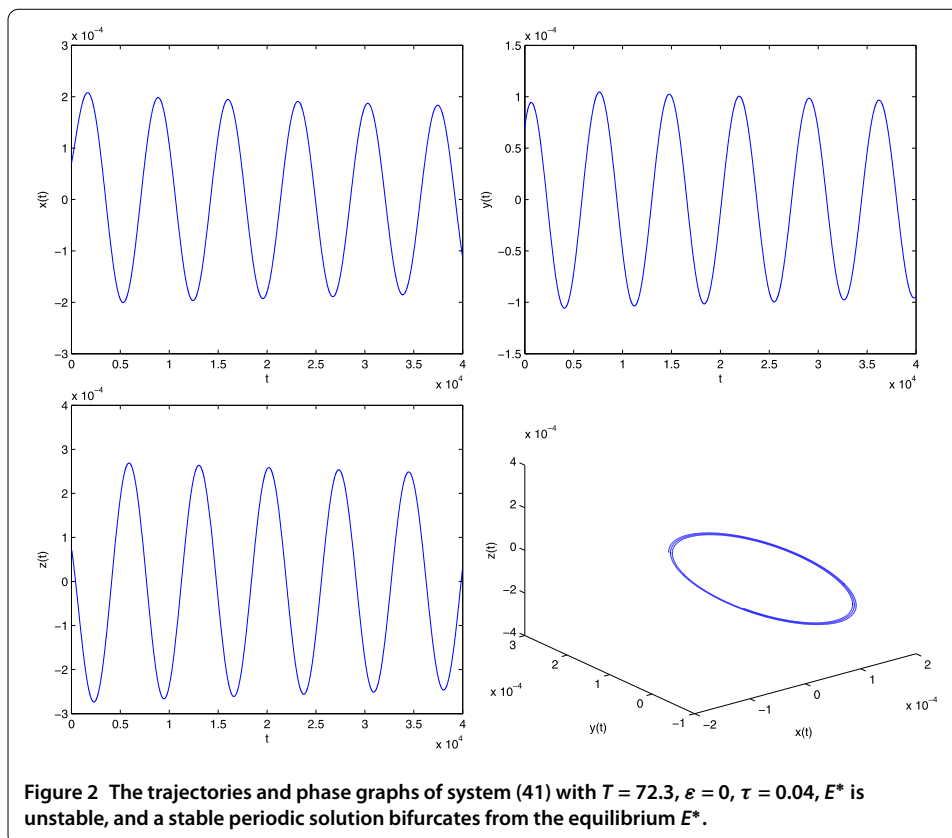 x 10⁻⁴
3
2
1
0
−1
−2
−3
x(t)
0 0.5 1 1.5 2 2.5 3 3.5 4
t
x 10⁴
x 10⁻⁴
1.5
1
0.5
0
−0.5
−1
−1.5
y(t)
0 0.5 1 1.5 2 2.5 3 3.5 4
t
x 10⁴
x 10⁻⁴
4
3
2
1
0
−1
−2
−3
z(t)
0 0.5 1 1.5 2 2.5 3 3.5 4
t
x 10⁴
x 10⁻⁴
4
2
0
−2
−4
z(t)
3
2
1
0
−1
x 10⁻⁴
y(t)
−2
−1
0
1
2
x 10⁻⁴
x(t)
Figure 2 The trajectories and phase graphs of system (41) with T = 72.3, ε = 0, τ = 0.04, E* is
unstable, and a stable periodic solution bifurcates from the equilibrium E*.